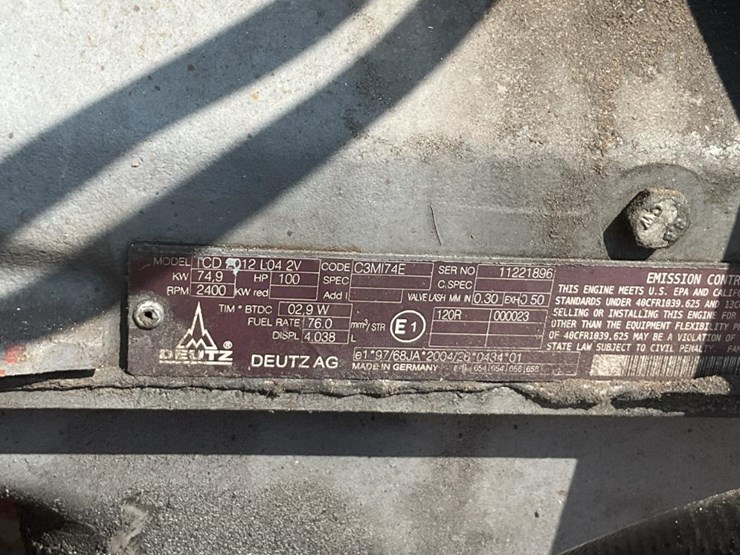 MODEL TCD 2012 L04 2V CODE C3MI74E SER NO 11221896
KW 74,9 HP 100 SPEC C.SPEC
RPM 2400 KW red Add I VALVE LASH MM IN 0.30 EXH 0.50
TIM ° BTDC 02,9 W
FUEL RATE 76.0 mm³/STR
DISPL 4,038 L
E1
120R 000023
DEUTZ ®
DEUTZ AG
e1*97/68JA*2004/26*0434*01
MADE IN GERMANY
EMISSION CONTR
THIS ENGINE MEETS U.S. EPA AND CALIF
STANDARDS UNDER 40CFR1039.625 AND 13C
SELLING OR INSTALLING THIS ENGINE FOR
OTHER THAN THE EQUIPMENT FLEXIBILITY P
OF 40CFR1039.625 MAY BE A VIOLATION
STATE LAW SUBJECT TO CIVIL PENALTY.